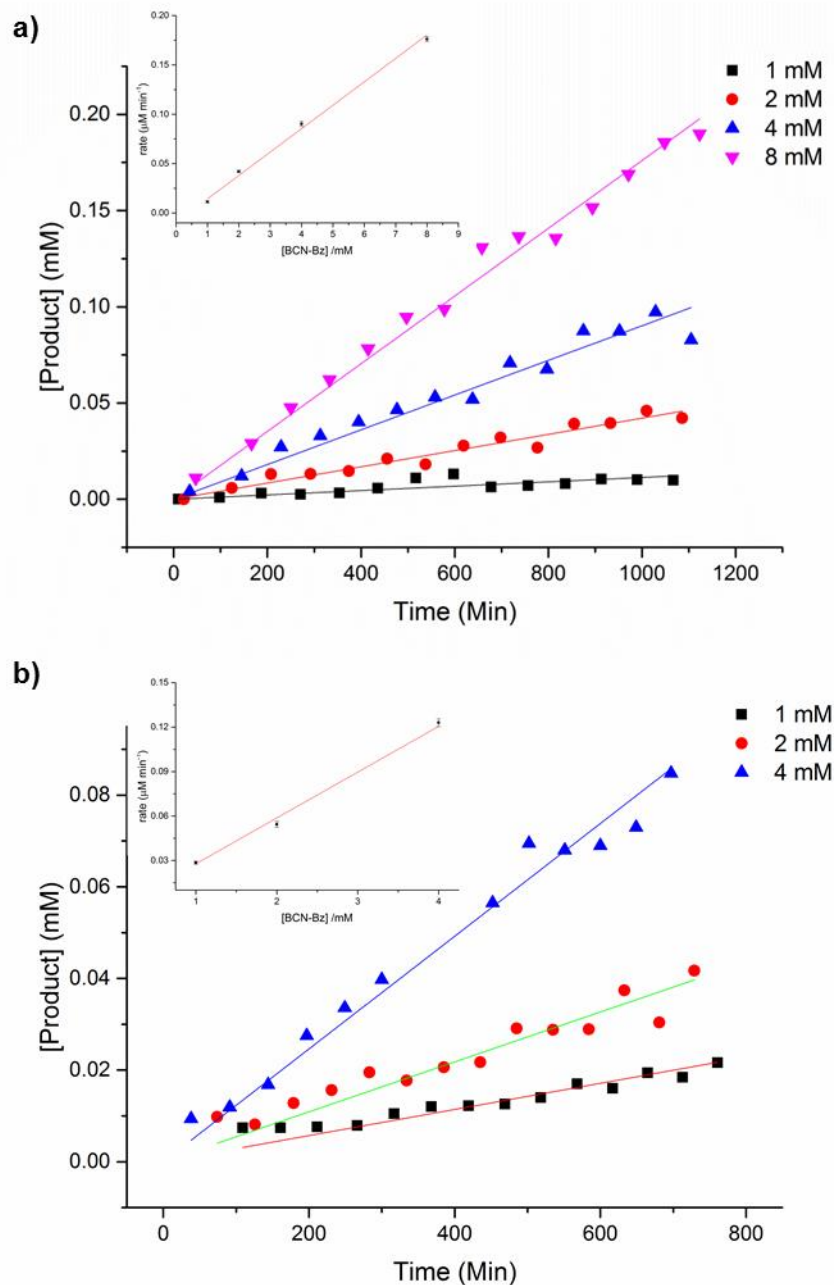 a)
0.20
0.15
0.10
0.05
0.00
rate (μM min⁻¹)
0 1 2 3 4 5 6 7 8 9
[BCN-Bz] /mM
1 mM
2 mM
4 mM
8 mM
0.20
0.15
0.10
0.05
0.00
[Product] (mM)
0 200 400 600 800 1000 1200
Time (Min)
b)
0.15
0.12
0.09
0.06
0.03
rate (μM min⁻¹)
1 2 3 4
[BCN-Bz] /mM
1 mM
2 mM
4 mM
0.08
0.06
0.04
0.02
0.00
[Product] (mM)
0 200 400 600 800
Time (Min)